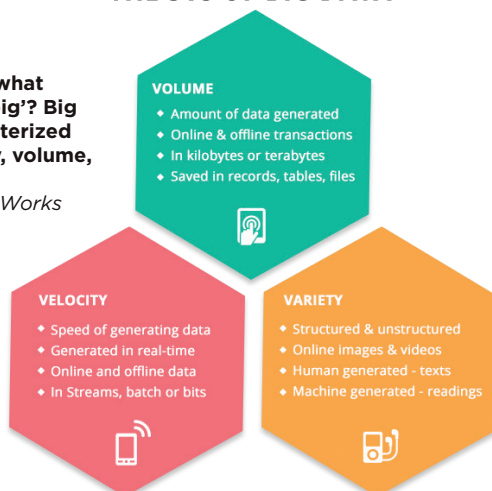 what
ig’? Big
terized
, volume,
Works
VOLUME
Amount of data generated
Online & offline transactions
In kilobytes or terabytes
Saved in records, tables, files
VELOCITY
Speed of generating data
Generated in real-time
Online and offline data
In Streams, batch or bits
VARIETY
Structured & unstructured
Online images & videos
Human generated - texts
Machine generated - readings